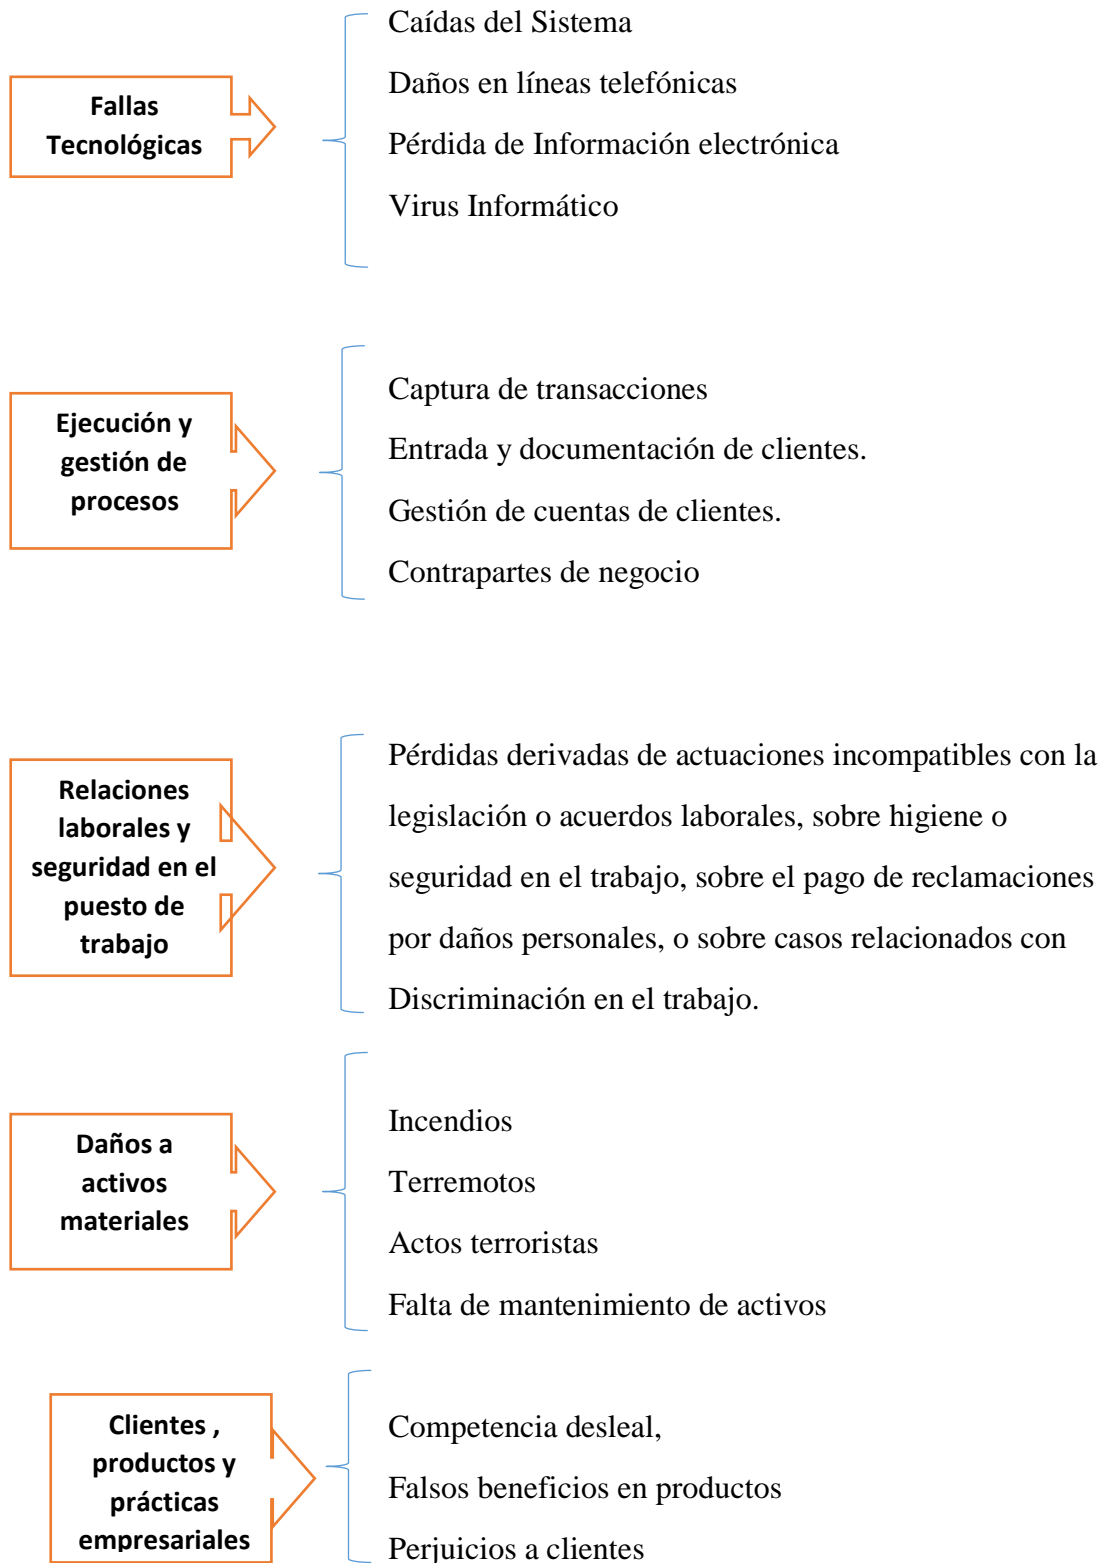 Fallas
Tecnológicas
Caídas del Sistema
Daños en líneas telefónicas
Pérdida de Información electrónica
Virus Informático
Ejecución y
gestión de
procesos
Captura de transacciones
Entrada y documentación de clientes.
Gestión de cuentas de clientes.
Contrapartes de negocio
Relaciones
laborales y
seguridad en el
puesto de
trabajo
Pérdidas derivadas de actuaciones incompatibles con la
legislación o acuerdos laborales, sobre higiene o
seguridad en el trabajo, sobre el pago de reclamaciones
por daños personales, o sobre casos relacionados con
Discriminación en el trabajo.
Daños a
activos
materiales
Incendios
Terremotos
Actos terroristas
Falta de mantenimiento de activos
Clientes ,
productos y
prácticas
empresariales
Competencia desleal,
Falsos beneficios en productos
Perjuicios a clientes